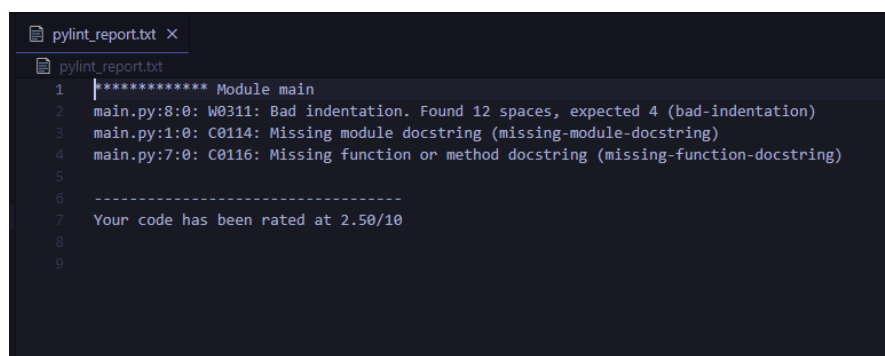 pylint_report.txt ×
pylint_report.txt
1 ************* Module main
2 main.py:8:0: W0311: Bad indentation. Found 12 spaces, expected 4 (bad-indentation)
3 main.py:1:0: C0114: Missing module docstring (missing-module-docstring)
4 main.py:7:0: C0116: Missing function or method docstring (missing-function-docstring)
5
6 -----------------------------------
7 Your code has been rated at 2.50/10
8
9